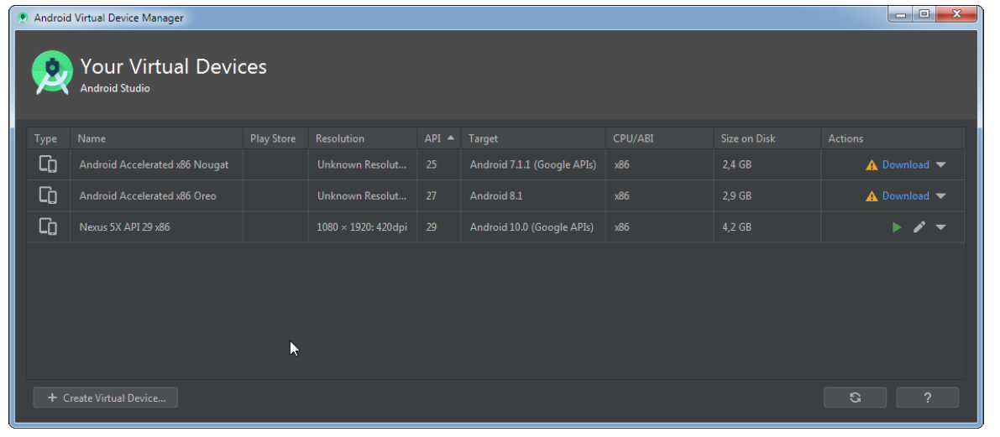 Android Virtual Device Manager
Your Virtual Devices
Android Studio
Type Name Play Store Resolution API Target CPU/ABI Size on Disk Actions
Android Accelerated x86 Nougat Unknown Resolut... 25 Android 7.1.1 (Google APIs) x86 2,4 GB Download
Android Accelerated x86 Oreo Unknown Resolut... 27 Android 8.1 x86 2,9 GB Download
Nexus 5X API 29 x86 1080 × 1920: 420dpi 29 Android 10.0 (Google APIs) x86 4,2 GB
+ Create Virtual Device... ?